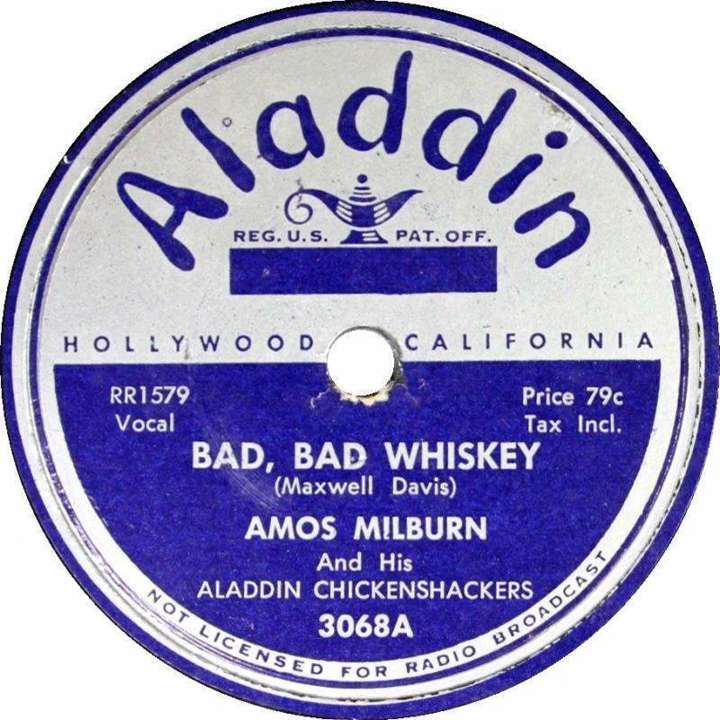 Aladdin
REG. U.S. PAT. OFF.
HOLLYWOOD CALIFORNIA
RR1579 Price 79c
Vocal Tax Incl.
BAD, BAD WHISKEY
(Maxwell Davis)
AMOS MILBURN
And His
ALADDIN CHICKENSHACKERS
3068A
NOT LICENSED FOR RADIO BROADCAST